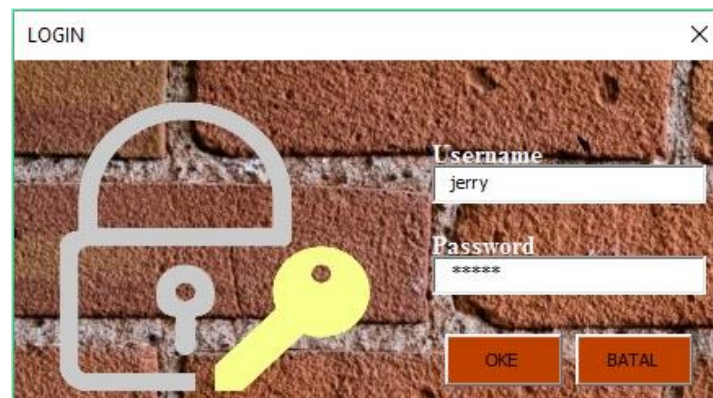 LOGIN
Username
jerry
Password
*****
OKE
BATAL